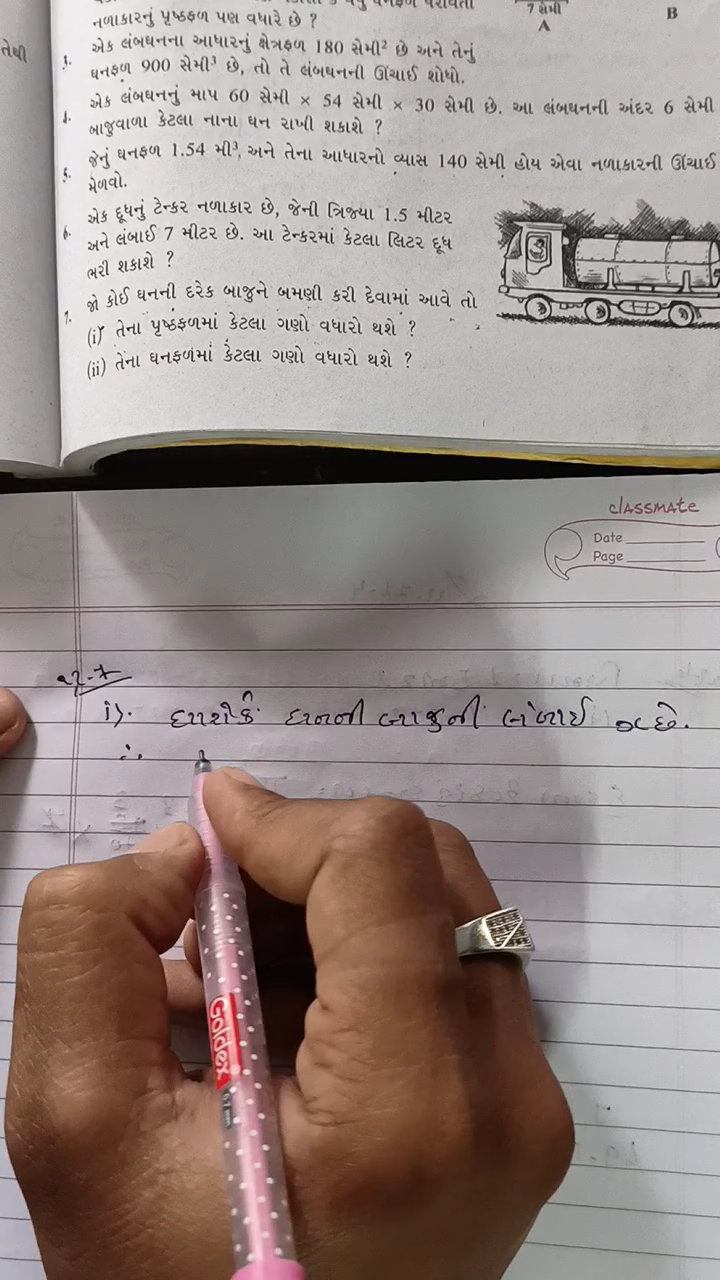 નળાકારનું પૃષ્ઠફળ પણ વધારે છે ?
7 સેમી
A
B
તેથી
3. એક લંબઘનના આધારનું ક્ષેત્રફળ 180 સેમી² છે અને તેનું
ઘનફળ 900 સેમી³ છે, તો તે લંબઘનની ઊંચાઈ શોધો.
4. એક લંબઘનનું માપ 60 સેમી × 54 સેમી × 30 સેમી છે. આ લંબઘનની અંદર 6 સેમી
બાજુવાળા કેટલા નાના ઘન રાખી શકાશે ?
5. જેનું ઘનફળ 1.54 મી³, અને તેના આધારનો વ્યાસ 140 સેમી હોય એવા નળાકારની ઊંચાઈ
મેળવો.
6. એક દૂધનું ટેન્કર નળાકાર છે, જેની ત્રિજ્યા 1.5 મીટર
અને લંબાઈ 7 મીટર છે. આ ટેન્કરમાં કેટલા લિટર દૂધ
ભરી શકાશે ?
7. જો કોઈ ઘનની દરેક બાજુને બમણી કરી દેવામાં આવે તો
(i) તેના પૃષ્ઠફળમાં કેટલા ગણો વધારો થશે ?
(ii) તેના ઘનફળમાં કેટલા ગણો વધારો થશે ?
classmate
Date
Page
i). ધારોકે ઘનની બાજુની લંબાઈ x છે.
∴
Goldex